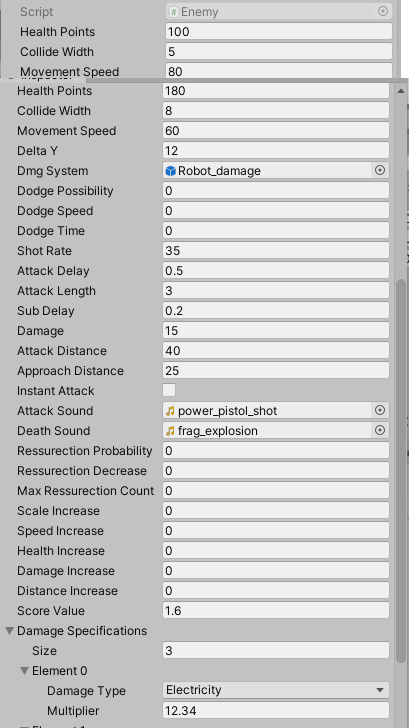 Script Enemy
Health Points 100
Collide Width 5
Movement Speed 80
Health Points 180
Collide Width 8
Movement Speed 60
Delta Y 12
Dmg System Robot_damage
Dodge Possibility 0
Dodge Speed 0
Dodge Time 0
Shot Rate 35
Attack Delay 0.5
Attack Length 3
Sub Delay 0.2
Damage 15
Attack Distance 40
Approach Distance 25
Instant Attack
Attack Sound power_pistol_shot
Death Sound frag_explosion
Ressurection Probability 0
Ressurection Decrease 0
Max Ressurection Count 0
Scale Increase 0
Speed Increase 0
Health Increase 0
Damage Increase 0
Distance Increase 0
Score Value 1.6
Damage Specifications
Size 3
Element 0
Damage Type Electricity
Multiplier 12.34